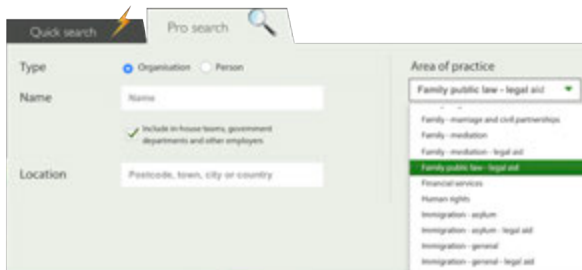 Quick search
Pro search
Type
Organisation
Person
Name
Name
Include in-house teams, government
departments and other employers
Location
Postcode, town, city or country
Area of practice
Family public law - legal aid
Family - marriage and civil partnerships
Family - mediation
Family - mediation - legal aid
Family public law - legal aid
Financial services
Human rights
Immigration - asylum
Immigration - asylum - legal aid
Immigration - general
Immigration - general - legal aid